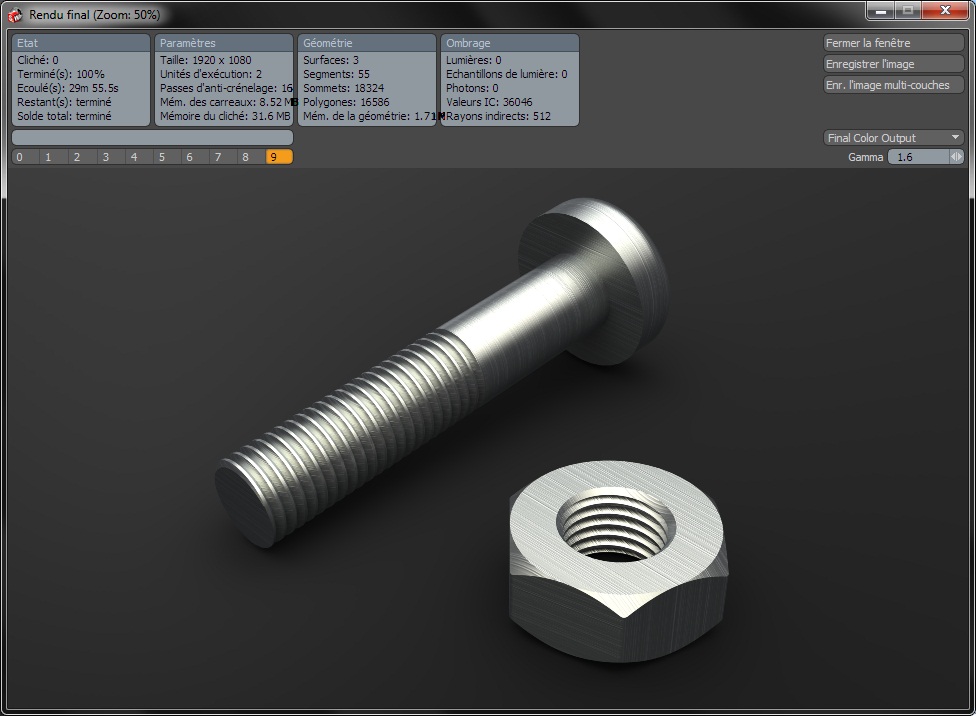 Rendu final (Zoom: 50%)
Etat
Cliché: 0
Terminé(s): 100%
Ecoulé(s): 29m 55.5s
Restant(s): terminé
Solde total: terminé
Paramètres
Taille: 1920 x 1080
Unités d'exécution: 2
Passes d'anti-crénelage: 16
Mém. des carreaux: 8.52 MB
Mémoire du cliché: 31.6 MB
Géométrie
Surfaces: 3
Segments: 55
Sommets: 18324
Polygones: 16586
Mém. de la géométrie: 1.71M
Ombrage
Lumières: 0
Echantillons de lumière: 0
Photons: 0
Valeurs IC: 36046
Rayons indirects: 512
Fermer la fenêtre
Enregistrer l'image
Enr. l'image multi-couches
Final Color Output
Gamma 1.6
0 1 2 3 4 5 6 7 8 9